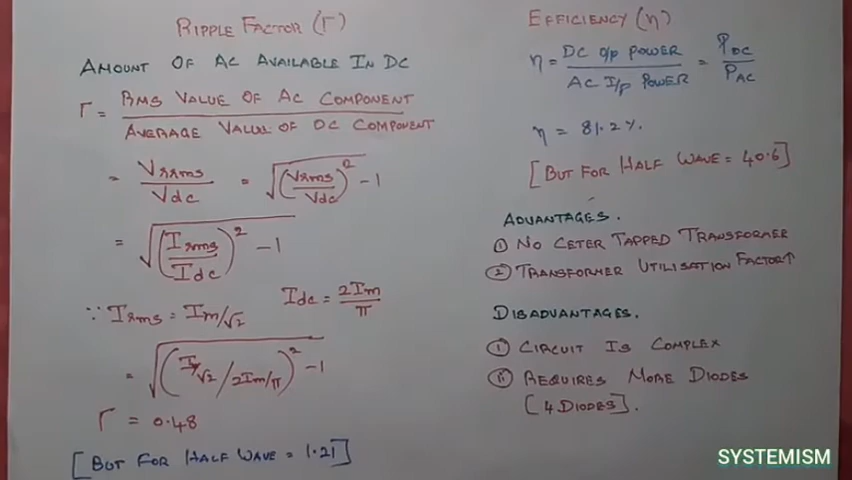 RIPPLE FACTOR (Γ)
AMOUNT OF AC AVAILABLE IN DC
Γ = RMS VALUE OF AC COMPONENT / AVERAGE VALUE OF DC COMPONENT
= Vrrms / Vdc = √(Vrms/Vdc)² - 1
= √(Irms/Idc)² - 1
∵ Irms = Im/√2 Idc = 2Im/π
= √(I/√2 / 2Im/π)² - 1
Γ = 0.48
[BUT FOR HALF WAVE = 1.21]
EFFICIENCY (η)
η = DC O/p POWER / AC I/p POWER = PDC / PAC
η = 81.2%.
[BUT FOR HALF WAVE = 40.6]
ADVANTAGES.
① NO CETER TAPPED TRANSFORMER
② TRANSFORMER UTILISATION FACTOR↑
DISADVANTAGES.
ⓘ CIRCUIT IS COMPLEX
ⓘⓘ REQUIRES MORE DIODES
[4 DIODES].
SYSTEMISM